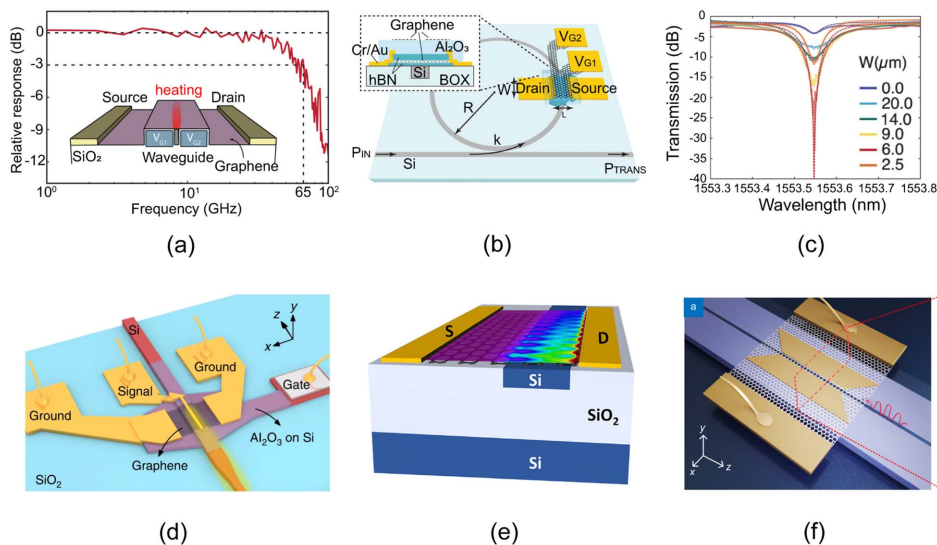 Relative response (dB)
0
-3
-6
-9
-12
10⁰
10¹
65
10²
Frequency (GHz)
heating
Source
Drain
V_G1
V_G2
SiO₂
Waveguide
Graphene
(a)
Graphene
Cr/Au
Al₂O₃
Si
hBN
BOX
V_G2
V_G1
W
Drain
Source
L
R
k
P_IN
Si
P_TRANS
(b)
Transmission (dB)
0
-5
-10
-15
-20
-25
-30
-35
-40
1553.3
1553.4
1553.5
1553.6
1553.7
1553.8
Wavelength (nm)
W(μm)
0.0
20.0
14.0
9.0
6.0
2.5
(c)
Si
y
z
x
Ground
Signal
Ground
Gate
Graphene
Al₂O₃ on Si
SiO₂
(d)
S
D
Si
SiO₂
Si
(e)
a
y
x
z
(f)